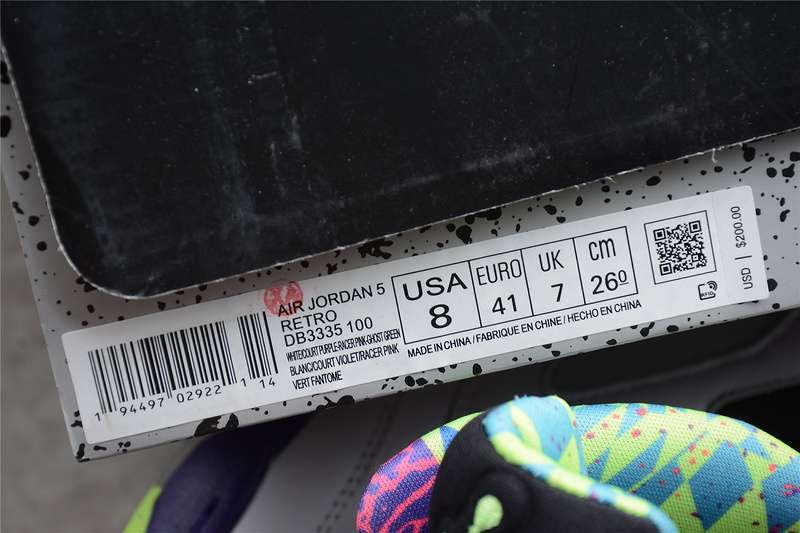 AIR JORDAN 5
RETRO
DB3335 100
WHITE/COURT PURPLE-RACER PINK-GHOST GREEN
BLANC/COURT VIOLET/RACER PINK
VERT FANTOME
USA
8
EURO
41
UK
7
cm
26⁰
MADE IN CHINA / FABRIQUE EN CHINE / HECHO EN CHINA
1 94497 02922 1 14
USD | $200.00